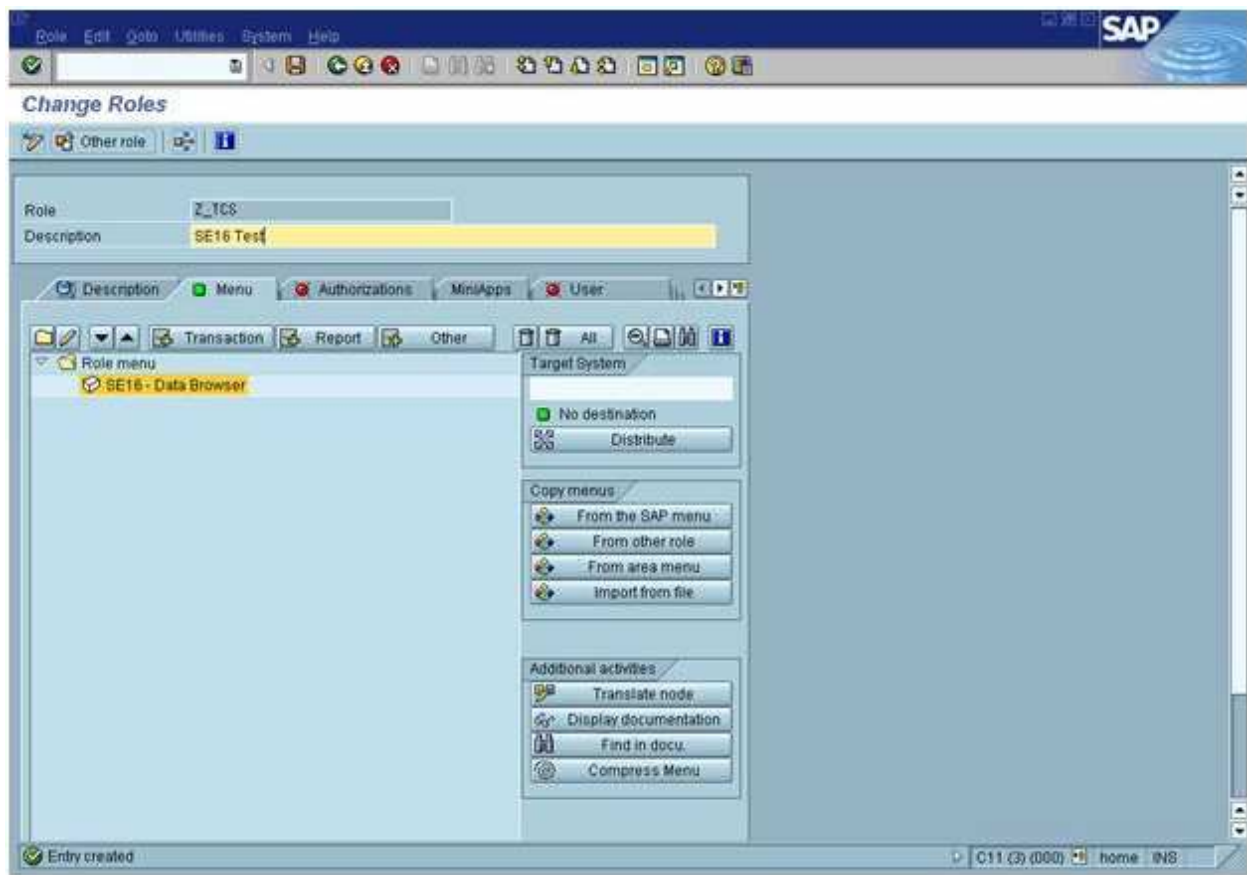 Role Edit Goto Utilities System Help
SAP
Change Roles
Other role
Role Z_TCS
Description SE16 Test
Description Menu Authorizations MiniApps User
Transaction Report Other All
Role menu
SE16 - Data Browser
Target System
No destination
Distribute
Copy menus
From the SAP menu
From other role
From area menu
Import from file
Additional activities
Translate node
Display documentation
Find in docu.
Compress Menu
Entry created
C11 (3) (000) home INS